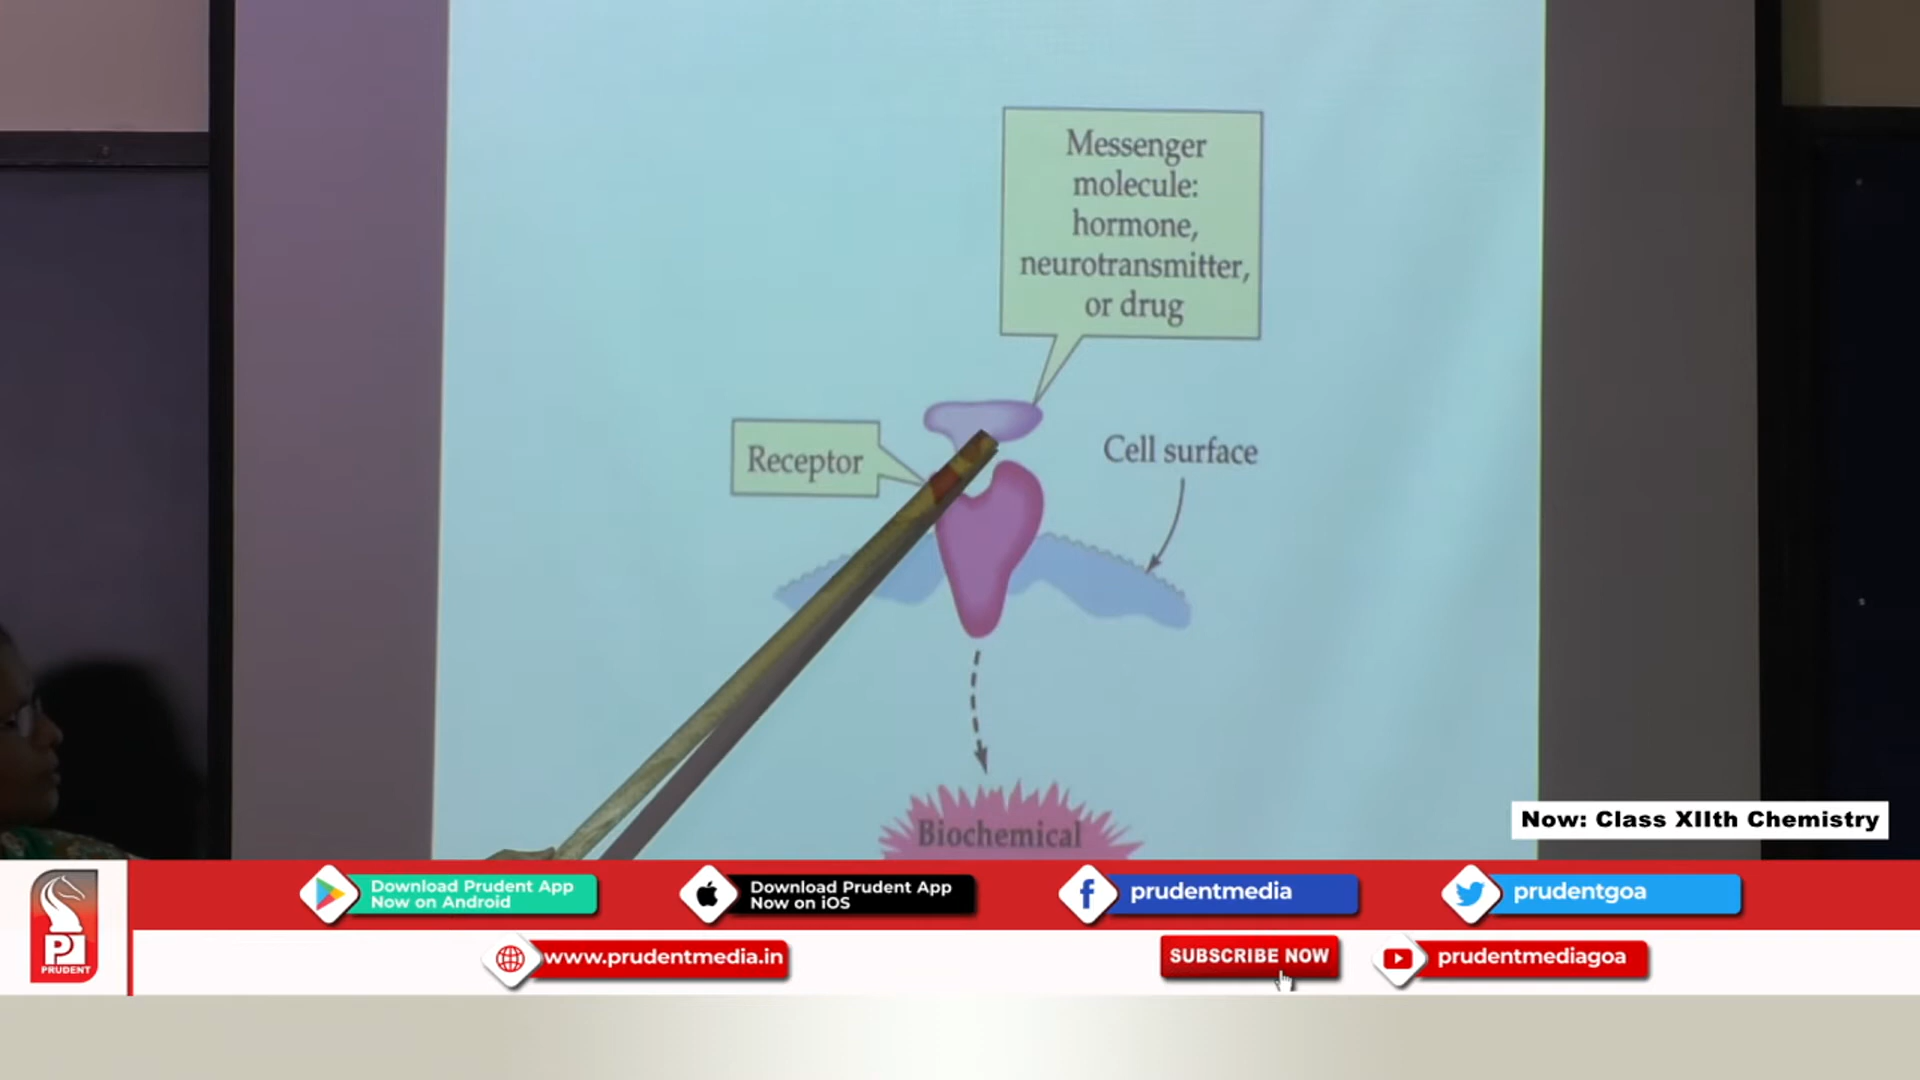 Messenger
molecule:
hormone,
neurotransmitter,
or drug
Receptor
Cell surface
Biochemical
Now: Class XIIth Chemistry
Download Prudent App
Now on Android
Download Prudent App
Now on iOS
prudentmedia
prudentgoa
PRUDENT
www.prudentmedia.in
SUBSCRIBE NOW
prudentmediagoa